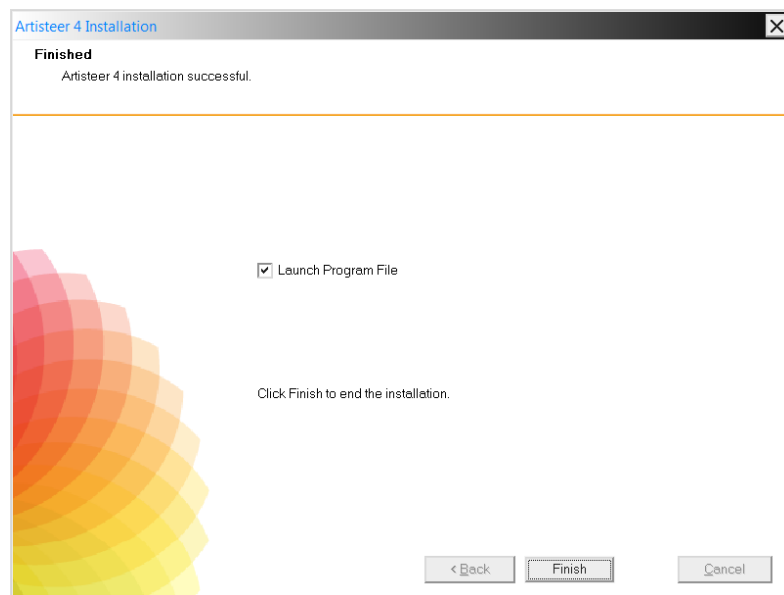 Artisteer 4 Installation
Finished
Artisteer 4 installation successful.
Launch Program File
Click Finish to end the installation.
< Back Finish Cancel